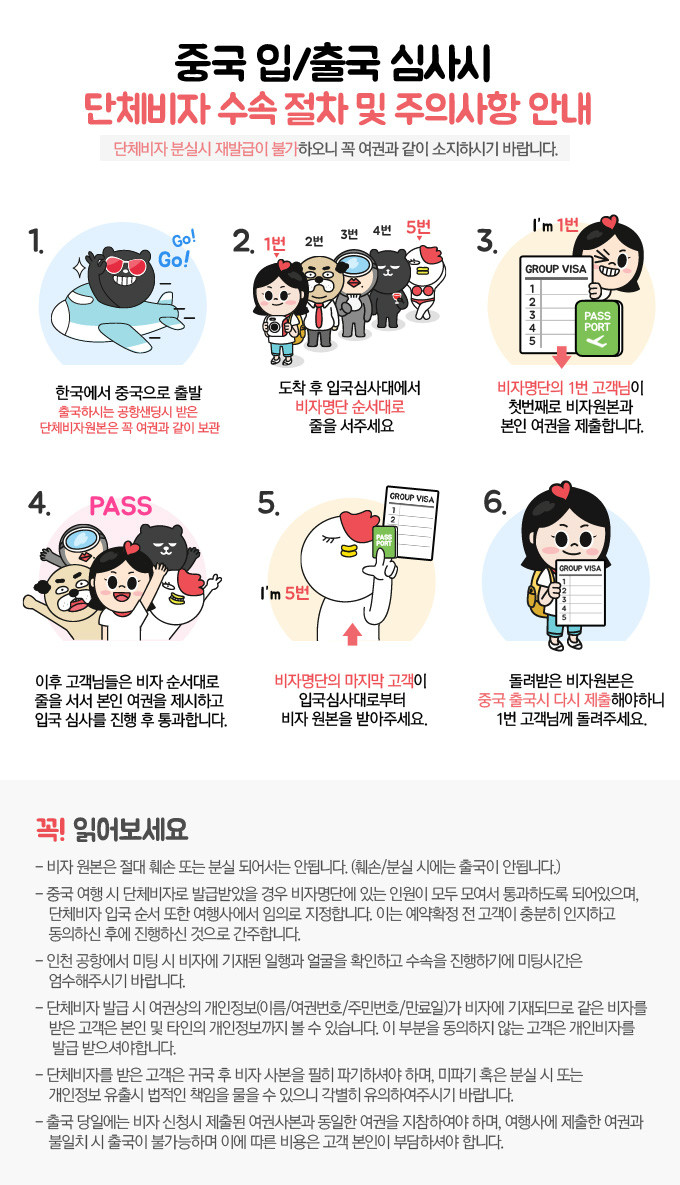 중국 입/출국 심사시
단체비자 수속 절차 및 주의사항 안내
단체비자 분실시 재발급이 불가하오니 꼭 여권과 같이 소지하시기 바랍니다.
1.
Go!
Go!
한국에서 중국으로 출발
출국하시는 공항샌딩시 받은
단체비자원본은 꼭 여권과 같이 보관
2.
1번
2번
3번
4번
5번
도착 후 입국심사대에서
비자명단 순서대로
줄을 서주세요
3.
I'm 1번
GROUP VISA
1
2
3
4
5
PASS
PORT
비자명단의 1번 고객님이
첫번째로 비자원본과
본인 여권을 제출합니다.
4.
PASS
이후 고객님들은 비자 순서대로
줄을 서서 본인 여권을 제시하고
입국 심사를 진행 후 통과합니다.
5.
GROUP VISA
1
2
PASS
PORT
I'm 5번
비자명단의 마지막 고객이
입국심사대로부터
비자 원본을 받아주세요.
6.
GROUP VISA
1
2
3
4
5
돌려받은 비자원본은
중국 출국시 다시 제출해야하니
1번 고객님께 돌려주세요.
꼭! 읽어보세요
- 비자 원본은 절대 훼손 또는 분실 되어서는 안됩니다. (훼손/분실 시에는 출국이 안됩니다.)
- 중국 여행 시 단체비자로 발급받았을 경우 비자명단에 있는 인원이 모두 모여서 통과하도록 되어있으며,
단체비자 입국 순서 또한 여행사에서 임의로 지정합니다. 이는 예약확정 전 고객이 충분히 인지하고
동의하신 후에 진행하신 것으로 간주합니다.
- 인천 공항에서 미팅 시 비자에 기재된 일행과 얼굴을 확인하고 수속을 진행하기에 미팅시간은
엄수해주시기 바랍니다.
- 단체비자 발급 시 여권상의 개인정보(이름/여권번호/주민번호/만료일)가 비자에 기재되므로 같은 비자를
받은 고객은 본인 및 타인의 개인정보까지 볼 수 있습니다. 이 부분을 동의하지 않는 고객은 개인비자를
발급 받으셔야합니다.
- 단체비자를 받은 고객은 귀국 후 비자 사본을 필히 파기하셔야 하며, 미파기 혹은 분실 시 또는
개인정보 유출시 법적인 책임을 물을 수 있으니 각별히 유의하여주시기 바랍니다.
- 출국 당일에는 비자 신청시 제출된 여권사본과 동일한 여권을 지참하여야 하며, 여행사에 제출한 여권과
불일치 시 출국이 불가능하며 이에 따른 비용은 고객 본인이 부담하셔야 합니다.